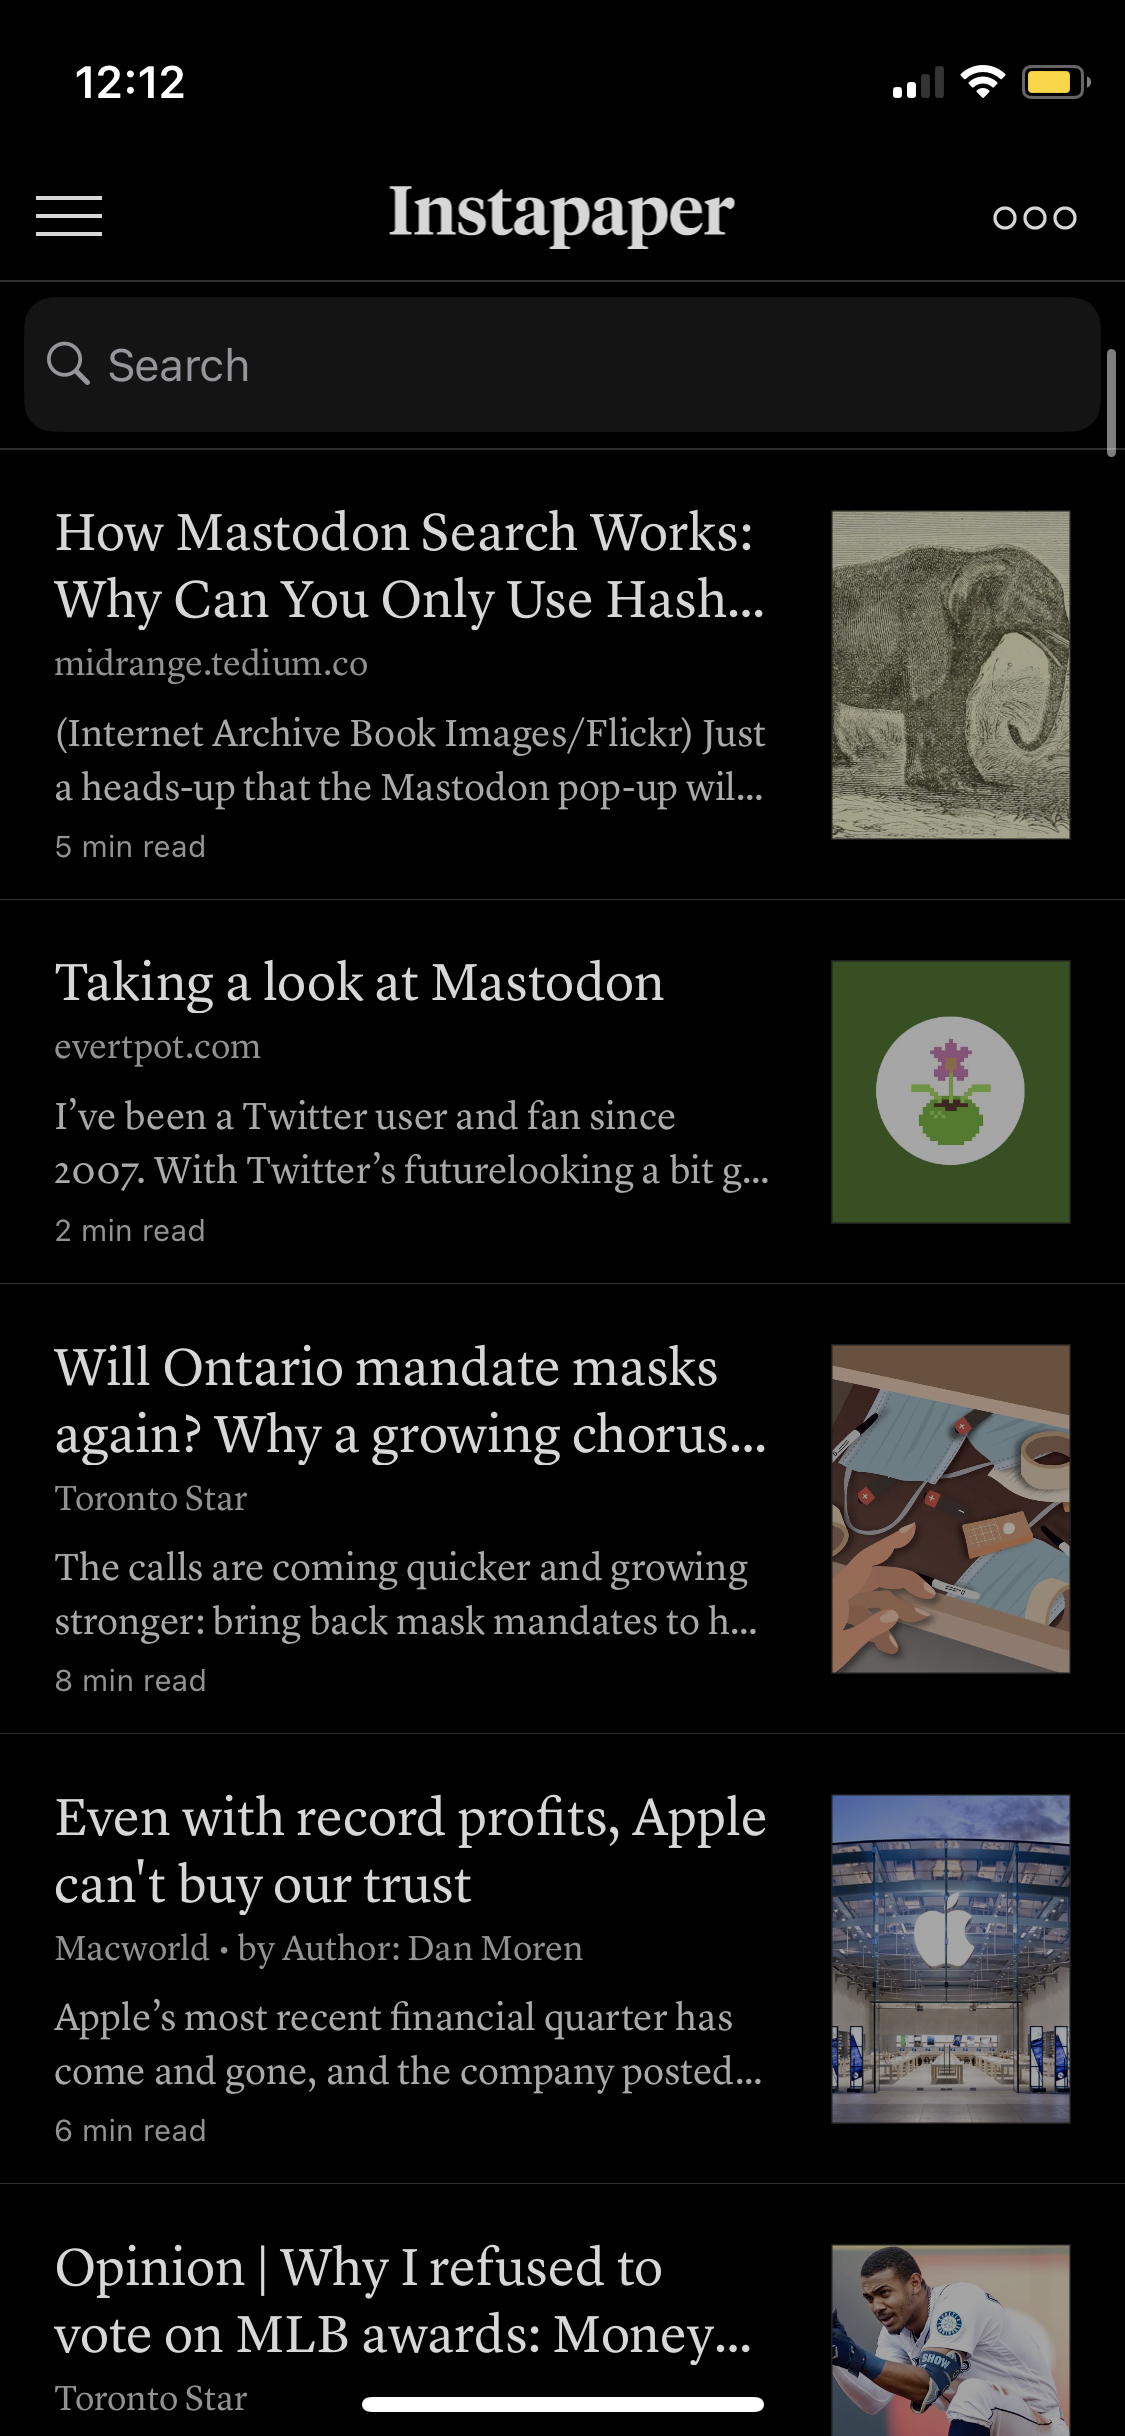 12:12
Instapaper
Search
How Mastodon Search Works:
Why Can You Only Use Hash...
midrange.tedium.co
(Internet Archive Book Images/Flickr) Just
a heads-up that the Mastodon pop-up wil...
5 min read
Taking a look at Mastodon
evertpot.com
I’ve been a Twitter user and fan since
2007. With Twitter’s futurelooking a bit g...
2 min read
Will Ontario mandate masks
again? Why a growing chorus...
Toronto Star
The calls are coming quicker and growing
stronger: bring back mask mandates to h...
8 min read
Even with record profits, Apple
can't buy our trust
Macworld • by Author: Dan Moren
Apple’s most recent financial quarter has
come and gone, and the company posted...
6 min read
Opinion | Why I refused to
vote on MLB awards: Money...
SHOW
Toronto Star